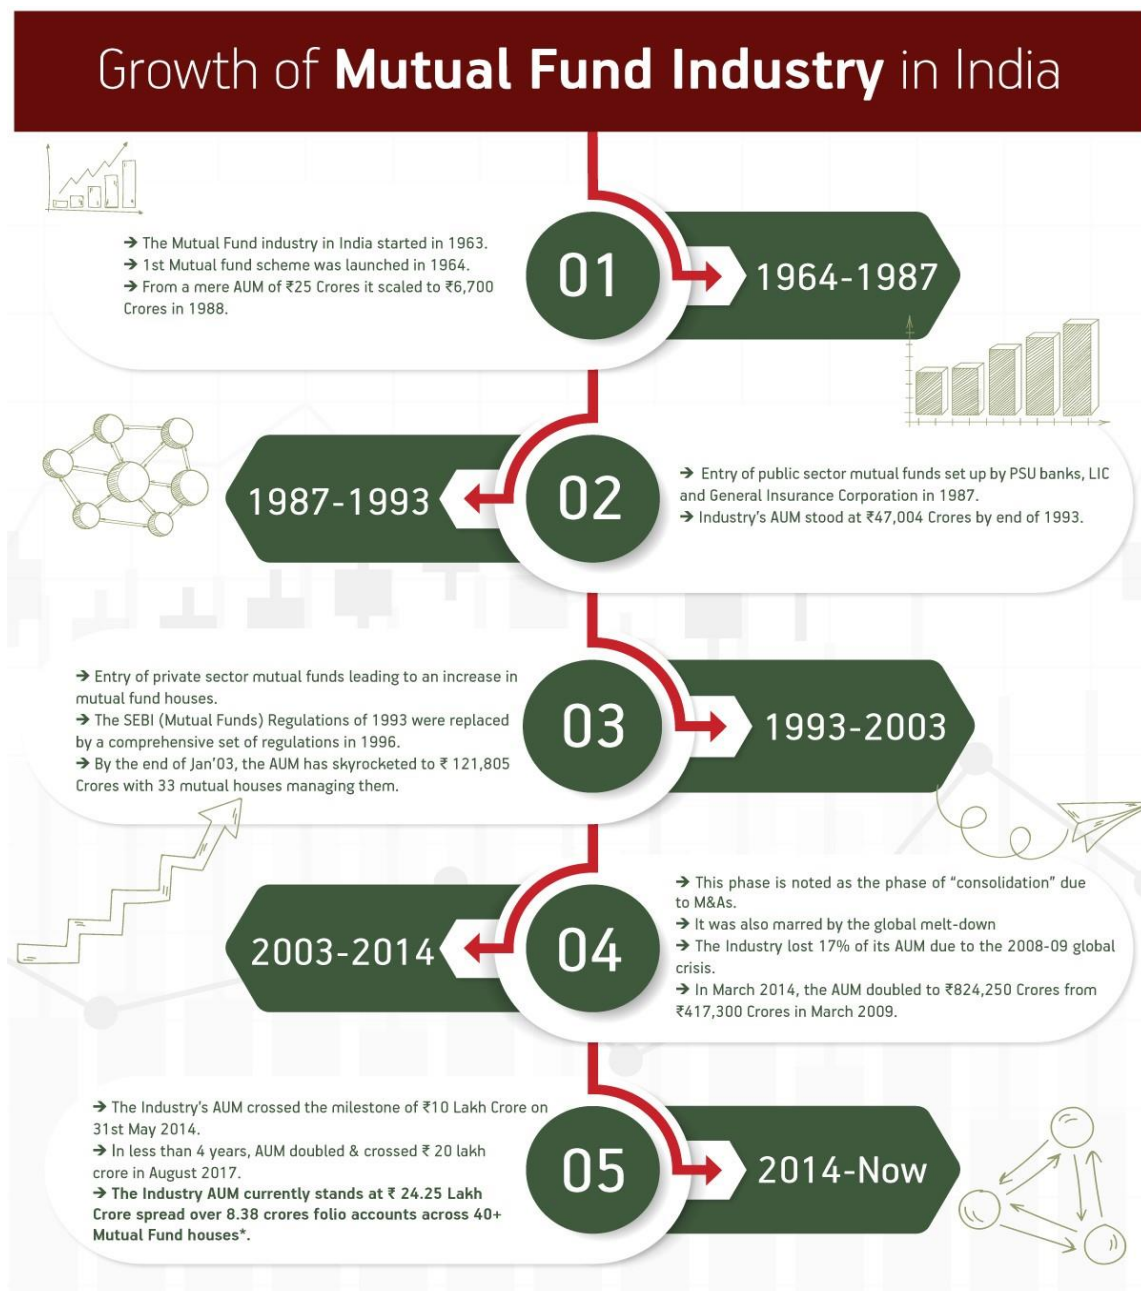 Growth of Mutual Fund Industry in India
➔ The Mutual Fund industry in India started in 1963.
➔ 1st Mutual fund scheme was launched in 1964.
➔ From a mere AUM of ₹25 Crores it scaled to ₹6,700
Crores in 1988.
01
1964-1987
1987-1993
02
➔ Entry of public sector mutual funds set up by PSU banks, LIC
and General Insurance Corporation in 1987.
➔ Industry's AUM stood at ₹47,004 Crores by end of 1993.
➔ Entry of private sector mutual funds leading to an increase in
mutual fund houses.
➔ The SEBI (Mutual Funds) Regulations of 1993 were replaced
by a comprehensive set of regulations in 1996.
➔ By the end of Jan'03, the AUM has skyrocketed to ₹ 121,805
Crores with 33 mutual houses managing them.
03
1993-2003
2003-2014
04
➔ This phase is noted as the phase of “consolidation” due
to M&As.
➔ It was also marred by the global melt-down
➔ The Industry lost 17% of its AUM due to the 2008-09 global
crisis.
➔ In March 2014, the AUM doubled to ₹824,250 Crores from
₹417,300 Crores in March 2009.
➔ The Industry's AUM crossed the milestone of ₹10 Lakh Crore on
31st May 2014.
➔ In less than 4 years, AUM doubled & crossed ₹ 20 lakh
crore in August 2017.
➔ The Industry AUM currently stands at ₹ 24.25 Lakh
Crore spread over 8.38 crores folio accounts across 40+
Mutual Fund houses*.
05
2014-Now